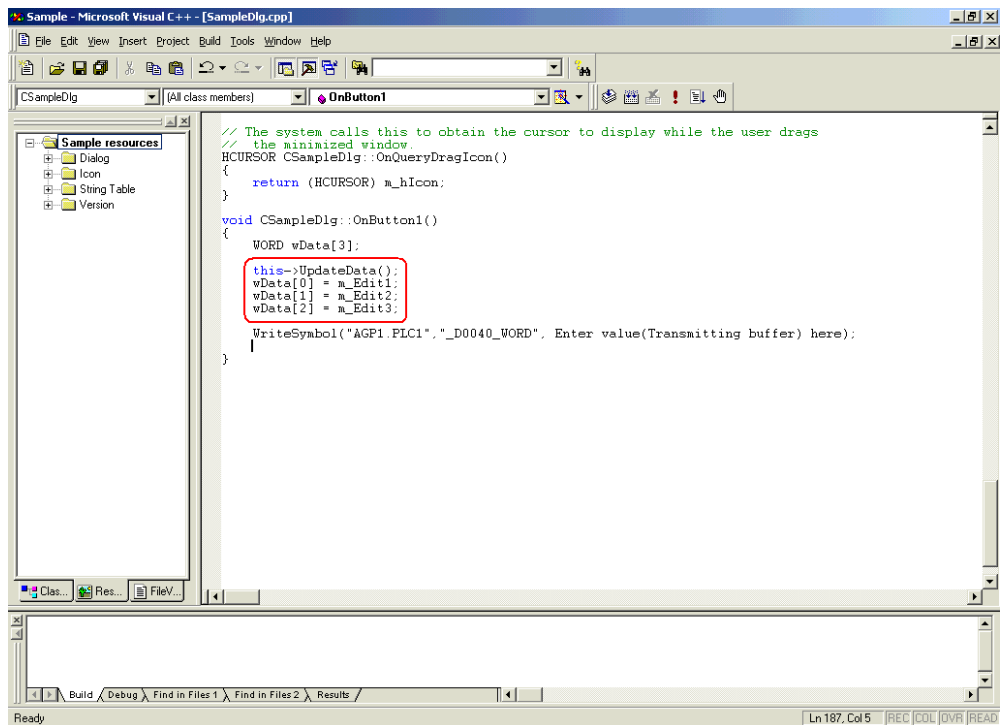 Sample - Microsoft Visual C++ - [SampleDlg.cpp]
File Edit View Insert Project Build Tools Window Help
CSampleDlg (All class members) OnButton1
Sample resources
Dialog
Icon
String Table
Version
// The system calls this to obtain the cursor to display while the user drags
//  the minimized window.
HCURSOR CSampleDlg::OnQueryDragIcon()
{
    return (HCURSOR) m_hIcon;
}
void CSampleDlg::OnButton1()
{
    WORD wData[3];
    this->UpdateData();
    wData[0] = m_Edit1;
    wData[1] = m_Edit2;
    wData[2] = m_Edit3;
    WriteSymbol("AGP1.PLC1","_D0040_WORD", Enter value(Transmitting buffer) here);
}
Clas... Res... FileV...
Build Debug Find in Files 1 Find in Files 2 Results
Ready Ln 187, Col 5 REC COL OVR READ